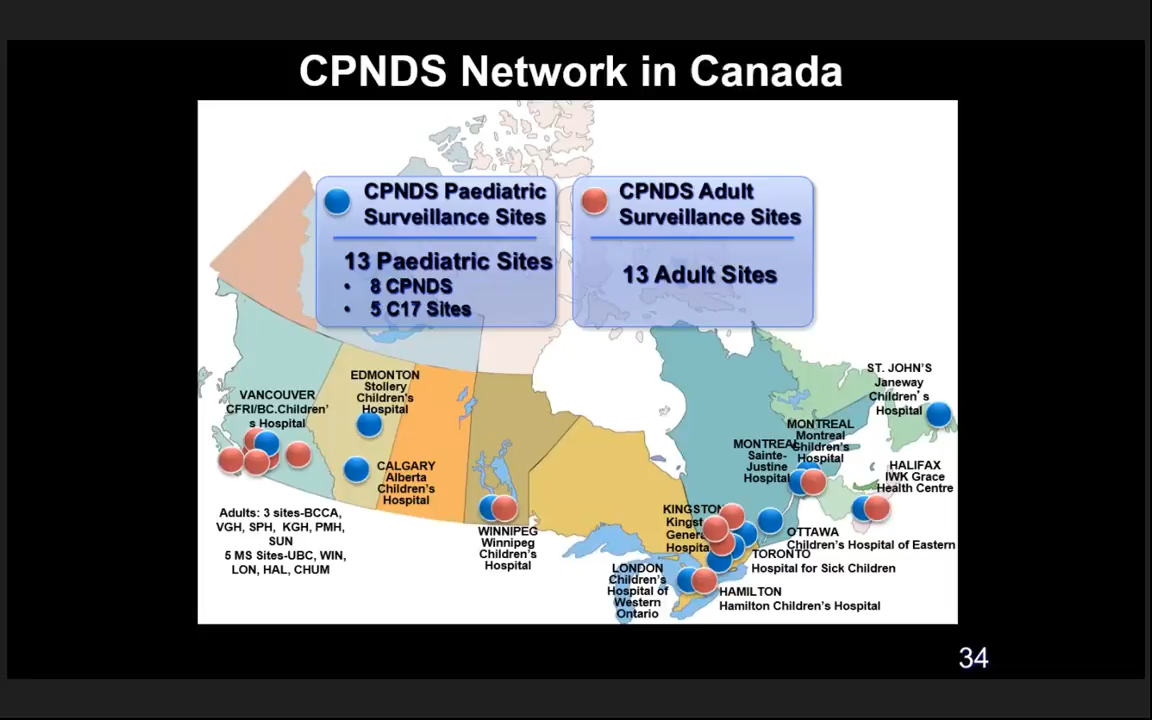 CPNDS Network in Canada
CPNDS Paediatric
Surveillance Sites
13 Paediatric Sites
• 8 CPNDS
• 5 C17 Sites
CPNDS Adult
Surveillance Sites
13 Adult Sites
VANCOUVER
CFRI/BC.Children'
s Hospital
EDMONTON
Stollery
Children's
Hospital
CALGARY
Alberta
Children's
Hospital
Adults: 3 sites-BCCA,
VGH, SPH, KGH, PMH,
SUN
5 MS Sites-UBC, WIN,
LON, HAL, CHUM
WINNIPEG
Winnipeg
Children's
Hospital
LONDON
Children's
Hospital of
Western
Ontario
KINGSTON
Kingst
Genera
Hospita
HAMILTON
Hamilton Children's Hospital
TORONTO
Hospital for Sick Children
OTTAWA
Children's Hospital of Eastern
MONTREAL
Sainte-
Justine
Hospital
MONTREAL
Montreal
Children's
Hospital
ST. JOHN'S
Janeway
Children's
Hospital
HALIFAX
IWK Grace
Health Centre
34